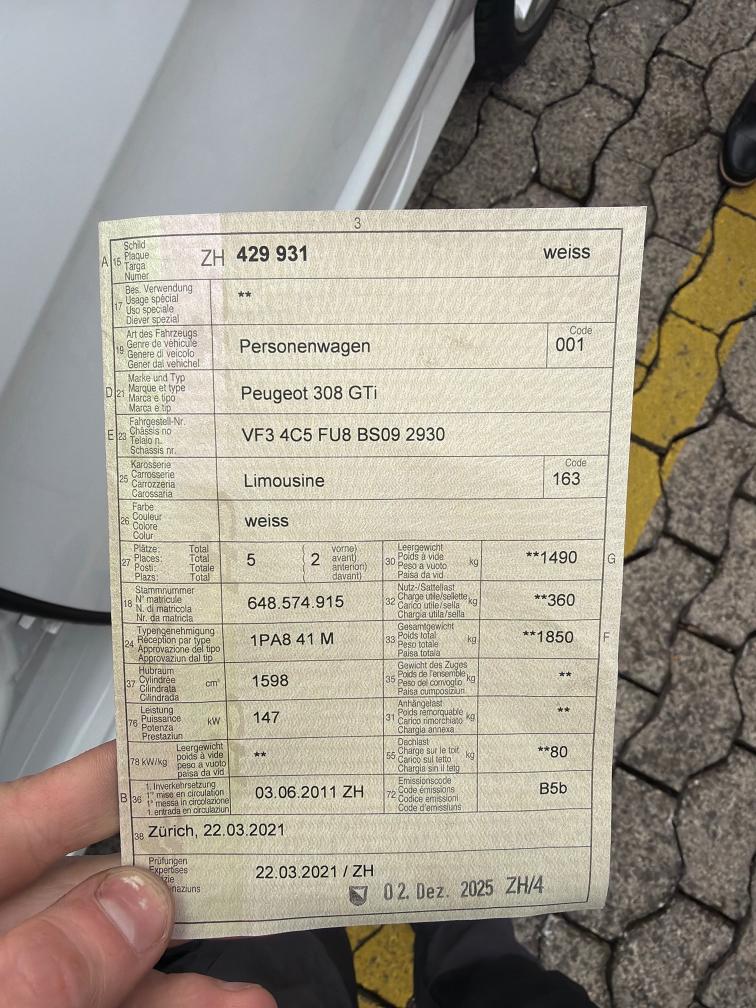 3
A 15 Schild Plaque Targa Numer ZH 429 931 weiss
17 Bes. Verwendung Usage spécial Uso speciale Diever spezial **
19 Art des Fahrzeugs Genre de véhicule Genere di veicolo Gener dal vehichel Personenwagen Code 001
D 21 Marke und Typ Marque et type Marca e tipo Marca e tip Peugeot 308 GTi
E 23 Fahrgestell-Nr. Châssis no Telaio n. Schassis nr. VF3 4C5 FU8 BS09 2930
25 Karosserie Carrosserie Carrozzeria Carossaria Limousine Code 163
26 Farbe Couleur Colore Colur weiss
27 Plätze: Total Places: Total Posti: Totale Plazs: Total 5 ( 2 vorne) avant) anteriori) davant)
30 Leergewicht Poids à vide Peso a vuoto Paisa da vid kg **1490 G
18 Stammnummer N° matricule N. di matricola Nr. da matricla 648.574.915
32 Nutz-/Sattellast Charge utile/sellette Carico utile/sella Chargia utila/sella kg **360
24 Typengenehmigung Réception par type Approvazione del tipo Approvaziun dal tip 1PA8 41 M
33 Gesamtgewicht Poids total Peso totale Paisa totala kg **1850 F
37 Hubraum Cylindrée Cilindrata Cilindrada cm³ 1598
35 Gewicht des Zuges Poids de l'ensemble Peso del convoglio Paisa cumposiziun kg **
76 Leistung Puissance Potenza Prestaziun kW 147
31 Anhängelast Poids remorquable Carico rimorchiato Chargia annexa kg **
78 kW/kg Leergewicht poids à vide peso a vuoto paisa da vid **
55 Dachlast Charge sur le toit Carico sul tetto Chargia sin il tetg kg **80
B 36 1. Inverkehrsetzung 1re mise en circulation 1a messa in circolazione 1. entrada en circulaziun 03.06.2011 ZH
72 Emissionscode Code émissions Codice emissioni Code d'emissiuns B5b
38 Zürich, 22.03.2021
Prüfungen Expertises 22.03.2021 / ZH
02. Dez. 2025 ZH/4